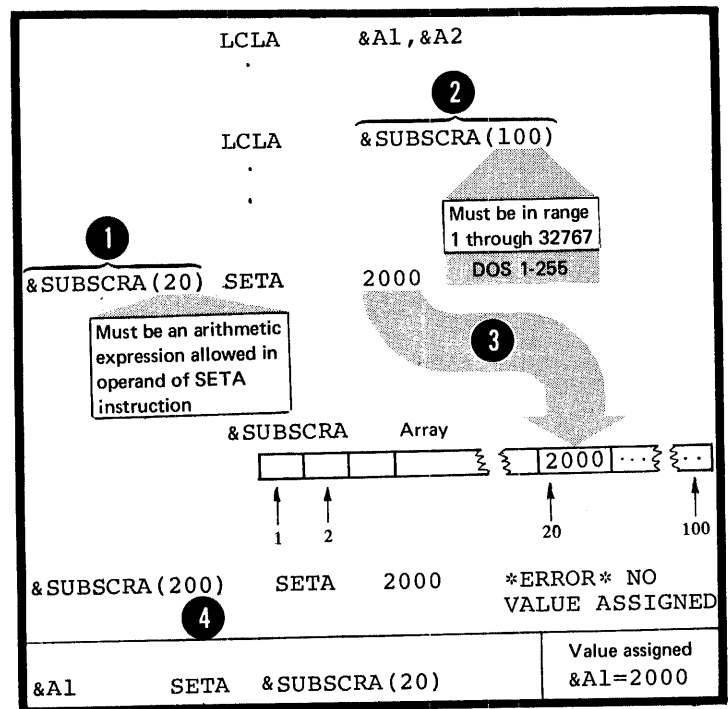 LCLA &A1,&A2
.
2
LCLA &SUBSCRA(100)
.
.
Must be in range
1 through 32767
DOS 1-255
1
&SUBSCRA(20) SETA 2000
Must be an arithmetic
expression allowed in
operand of SETA
instruction
3
&SUBSCRA Array
2000 ... ..
1 2 20 100
&SUBSCRA(200) SETA 2000 *ERROR* NO
VALUE ASSIGNED
4
Value assigned
&A1 SETA &SUBSCRA(20) &A1=2000